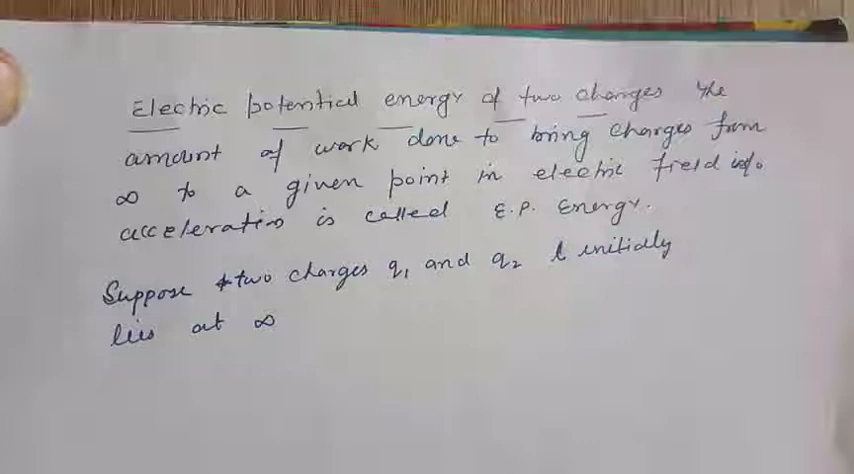 Electric potential energy of two charges The
amount of work done to bring charges from
∞ to a given point in electric field w/o
acceleration is called E.P. Energy.
Suppose two charges q₁ and q₂ initially
lies at ∞